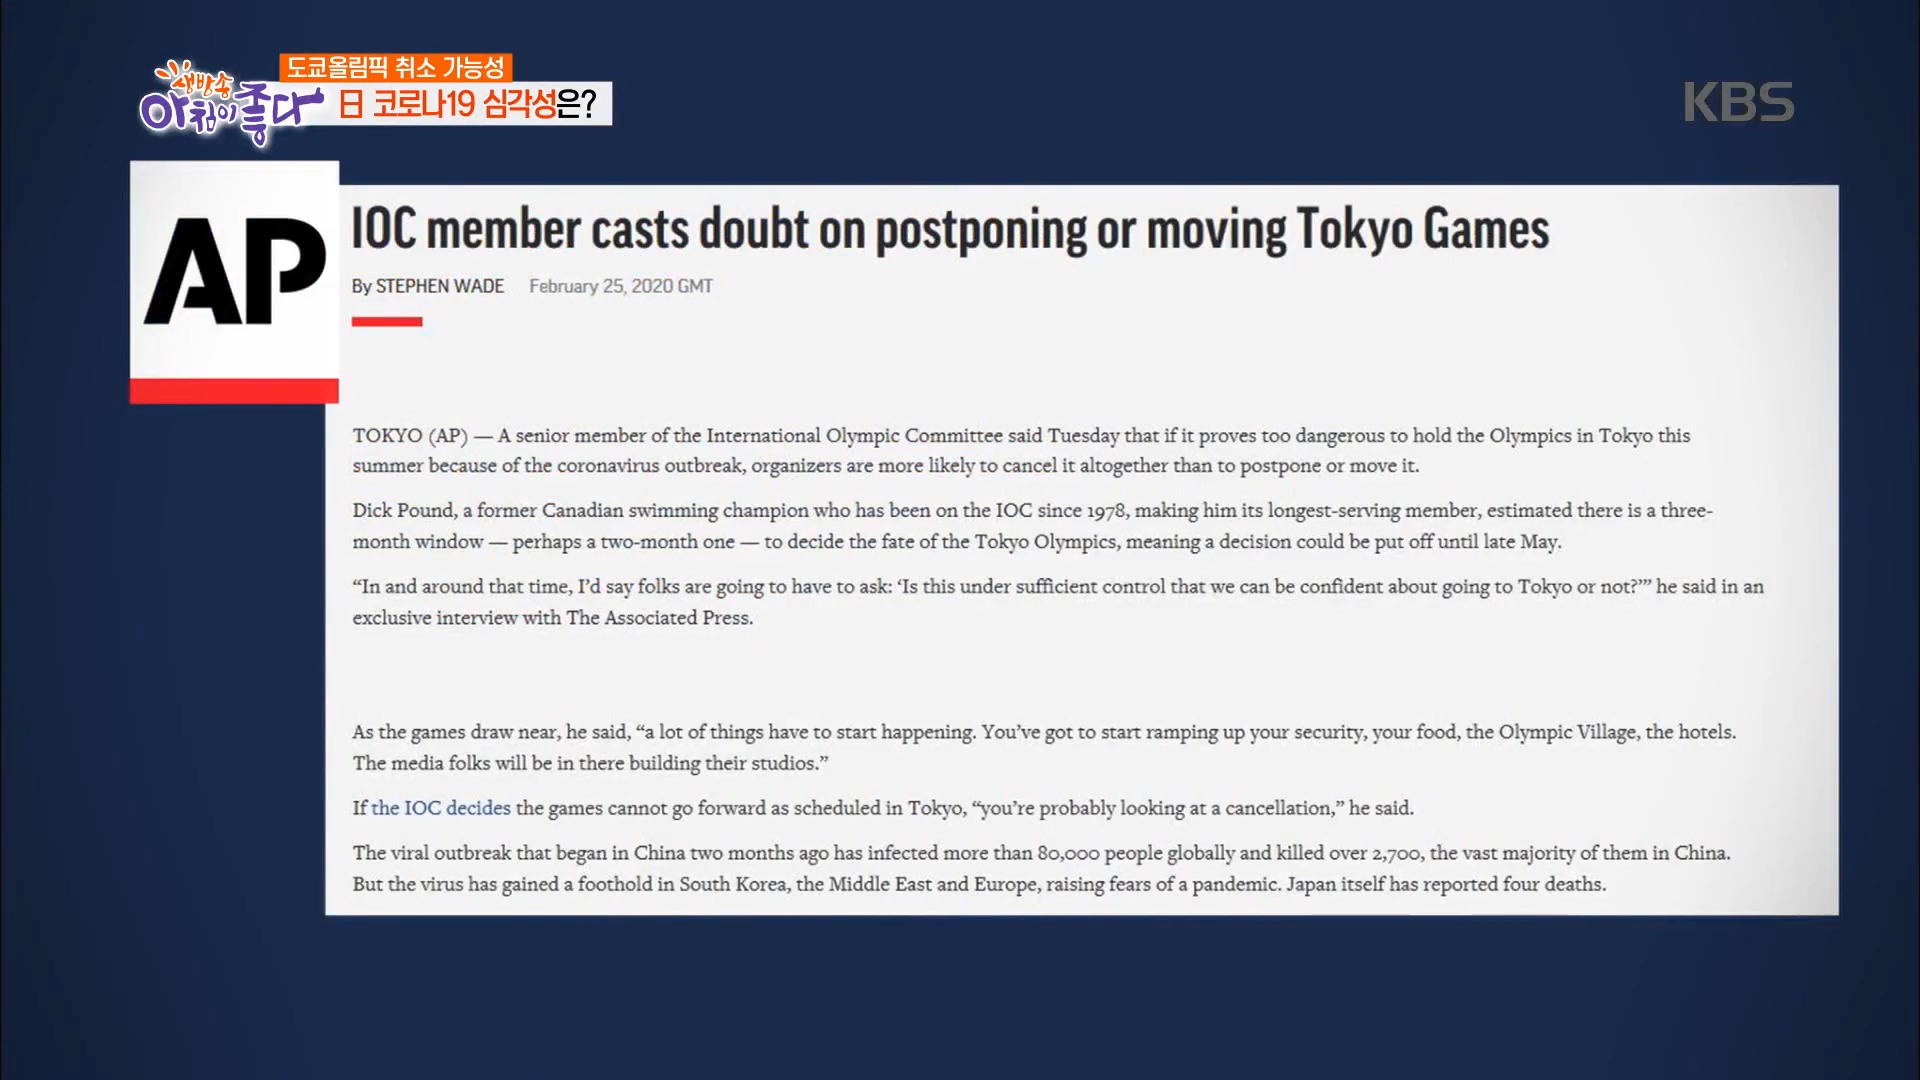 생방송
아침이 좋다
도쿄올림픽 취소 가능성
日 코로나19 심각성은?
KBS
AP
IOC member casts doubt on postponing or moving Tokyo Games
By STEPHEN WADE February 25, 2020 GMT
TOKYO (AP) — A senior member of the International Olympic Committee said Tuesday that if it proves too dangerous to hold the Olympics in Tokyo this
summer because of the coronavirus outbreak, organizers are more likely to cancel it altogether than to postpone or move it.
Dick Pound, a former Canadian swimming champion who has been on the IOC since 1978, making him its longest-serving member, estimated there is a three-
month window — perhaps a two-month one — to decide the fate of the Tokyo Olympics, meaning a decision could be put off until late May.
“In and around that time, I’d say folks are going to have to ask: ‘Is this under sufficient control that we can be confident about going to Tokyo or not?’” he said in an
exclusive interview with The Associated Press.
As the games draw near, he said, “a lot of things have to start happening. You’ve got to start ramping up your security, your food, the Olympic Village, the hotels.
The media folks will be in there building their studios.”
If the IOC decides the games cannot go forward as scheduled in Tokyo, “you’re probably looking at a cancellation,” he said.
The viral outbreak that began in China two months ago has infected more than 80,000 people globally and killed over 2,700, the vast majority of them in China.
But the virus has gained a foothold in South Korea, the Middle East and Europe, raising fears of a pandemic. Japan itself has reported four deaths.